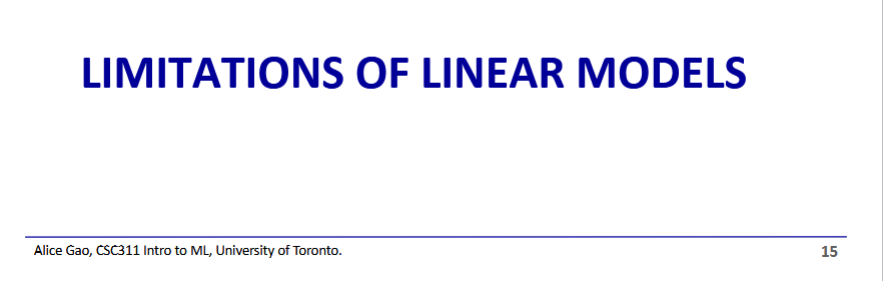 LIMITATIONS OF LINEAR MODELS
Alice Gao, CSC311 Intro to ML, University of Toronto.
15